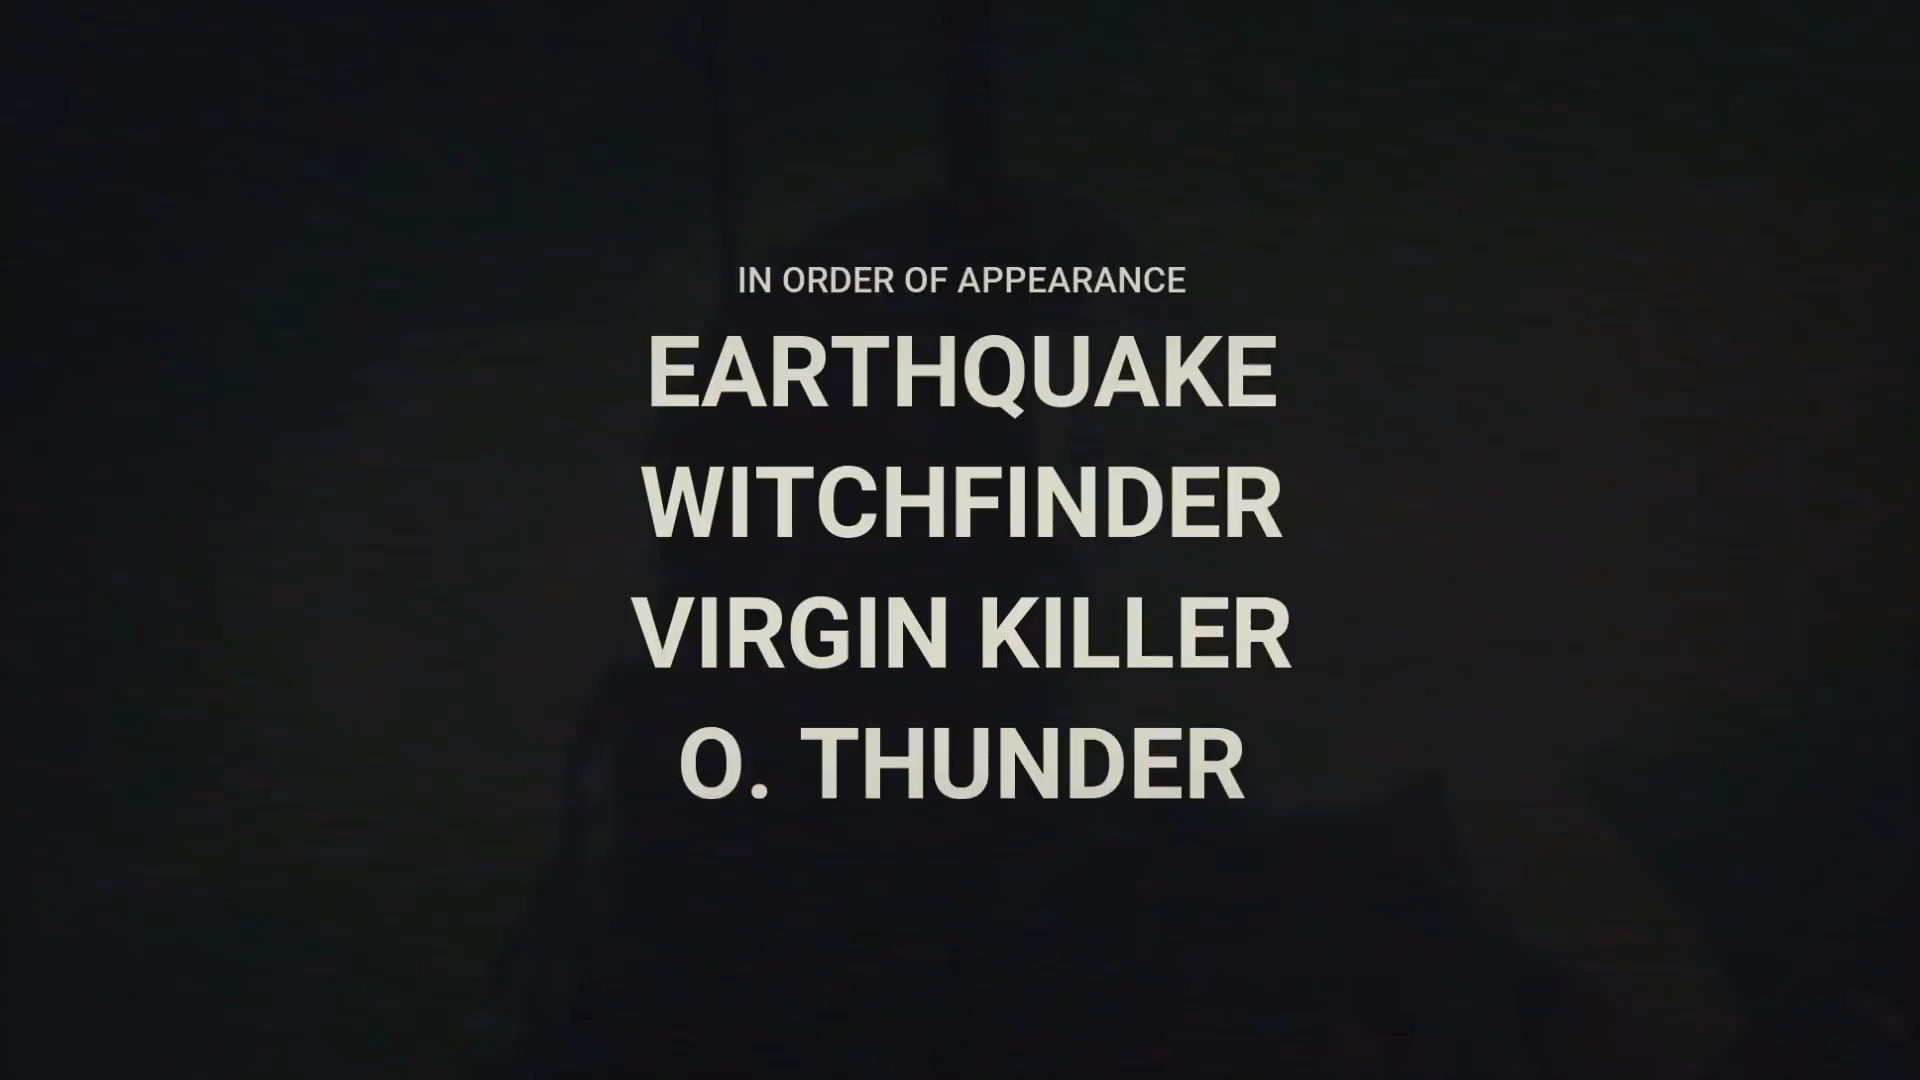 IN ORDER OF APPEARANCE
EARTHQUAKE
WITCHFINDER
VIRGIN KILLER
O. THUNDER